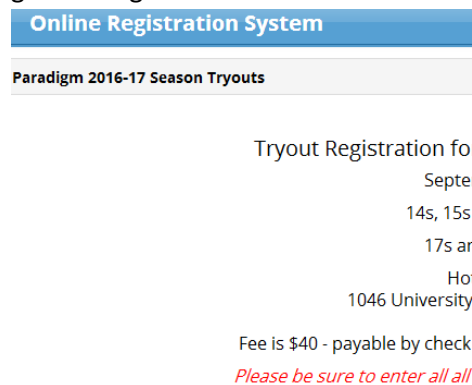 Online Registration System
Paradigm 2016-17 Season Tryouts
Tryout Registration fo
Septe
14s, 15s
17s ar
Ho
1046 University
Fee is $40 - payable by check
Please be sure to enter all all